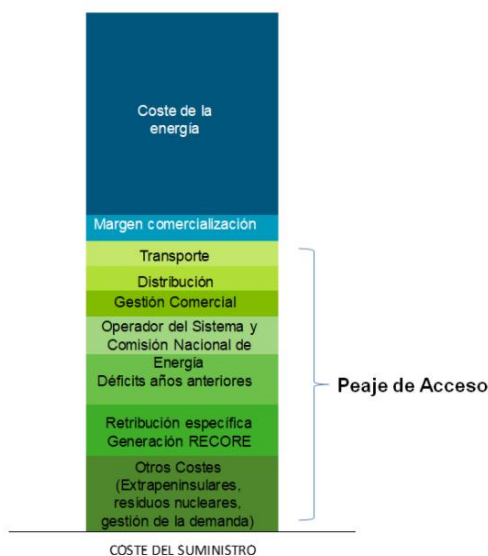 Coste de la
energía
Margen comercialización
Transporte
Distribución
Gestión Comercial
Operador del Sistema y
Comisión Nacional de
Energía
Déficits años anteriores
Peaje de Acceso
Retribución específica
Generación RECORE
Otros Costes
(Extrapeninsulares,
residuos nucleares,
gestión de la demanda)
COSTE DEL SUMINISTRO